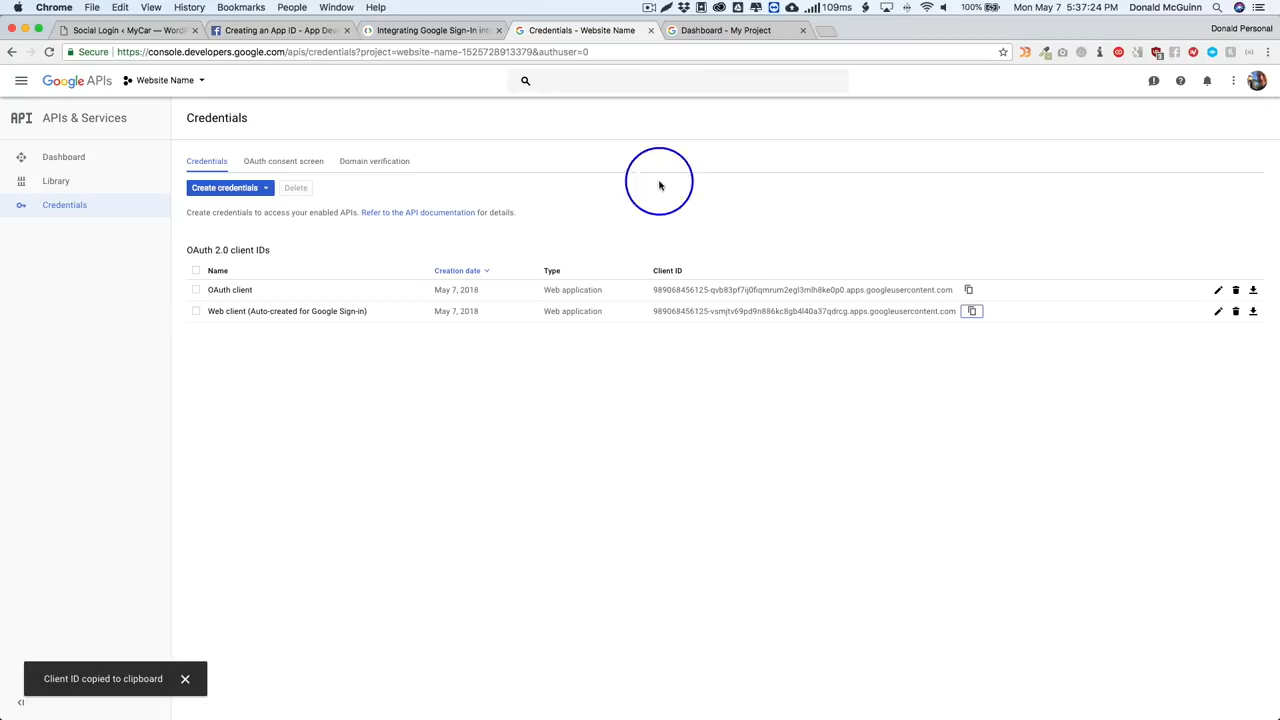 Chrome File Edit View History Bookmarks People Window Help 109ms 100% Mon May 7 5:37:24 PM Donald McGuinn
Social Login ‹ MyCar — WordPr Creating an App ID - App Dev Integrating Google Sign-In into Credentials - Website Name Dashboard - My Project Donald Personal
Secure https://console.developers.google.com/apis/credentials?project=website-name-1525728913379&authuser=0
Google APIs Website Name
API APIs & Services Credentials
Dashboard
Library
Credentials
Credentials OAuth consent screen Domain verification
Create credentials Delete
Create credentials to access your enabled APIs. Refer to the API documentation for details.
OAuth 2.0 client IDs
Name Creation date Type Client ID
OAuth client May 7, 2018 Web application 989068456125-qvb83pf7ij0fiqmrum2egl3mlh8ke0p0.apps.googleusercontent.com
Web client (Auto-created for Google Sign-in) May 7, 2018 Web application 989068456125-vsmjtv69pd9n886kc8gb4l40a37qdrcg.apps.googleusercontent.com
Client ID copied to clipboard